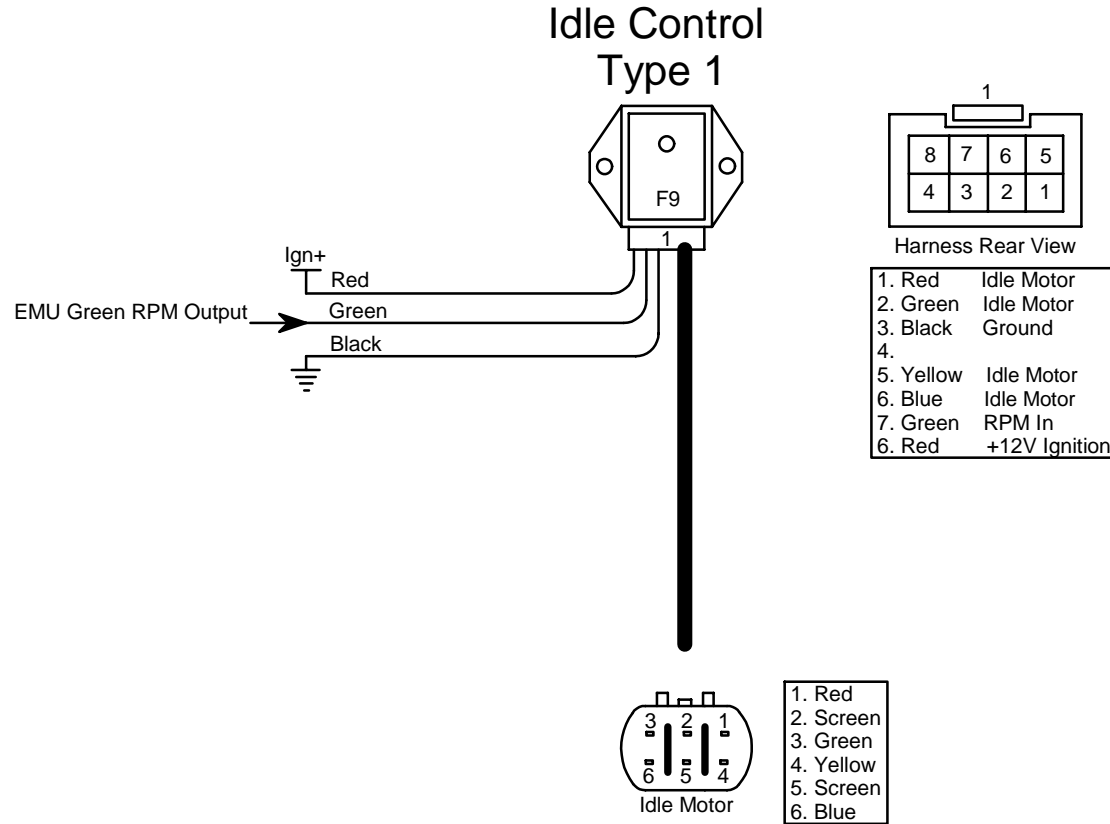 Idle Control
Type 1
F9
1
Ign+
Red
EMU Green RPM Output
Green
Black
1
8 7 6 5
4 3 2 1
Harness Rear View
1. Red Idle Motor
2. Green Idle Motor
3. Black Ground
4.
5. Yellow Idle Motor
6. Blue Idle Motor
7. Green RPM In
6. Red +12V Ignition
3 2 1
6 5 4
Idle Motor
1. Red
2. Screen
3. Green
4. Yellow
5. Screen
6. Blue